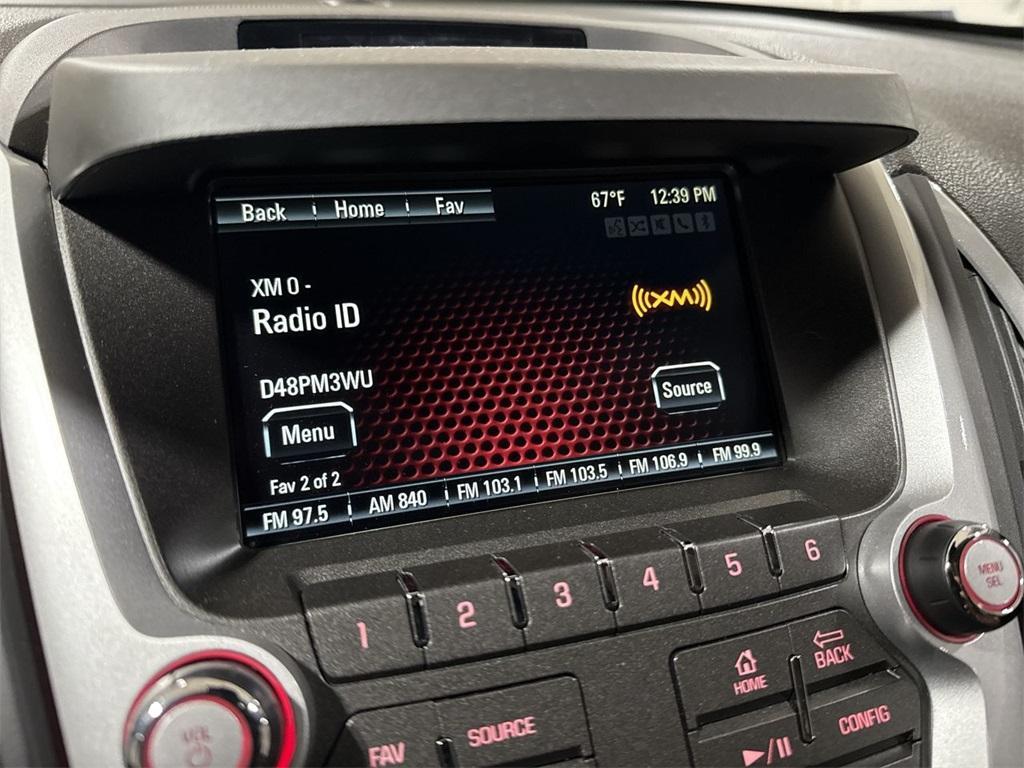 Back Home Fav
67°F 12:39 PM
XM 0 -
Radio ID
XM
D48PM3WU
Menu
Source
Fav 2 of 2
FM 97.5 AM 840 FM 103.1 FM 103.5 FM 106.9 FM 99.9
1 2 3 4 5 6
MENU
SEL
HOME
BACK
VOL
FAV
SOURCE
CONFIG